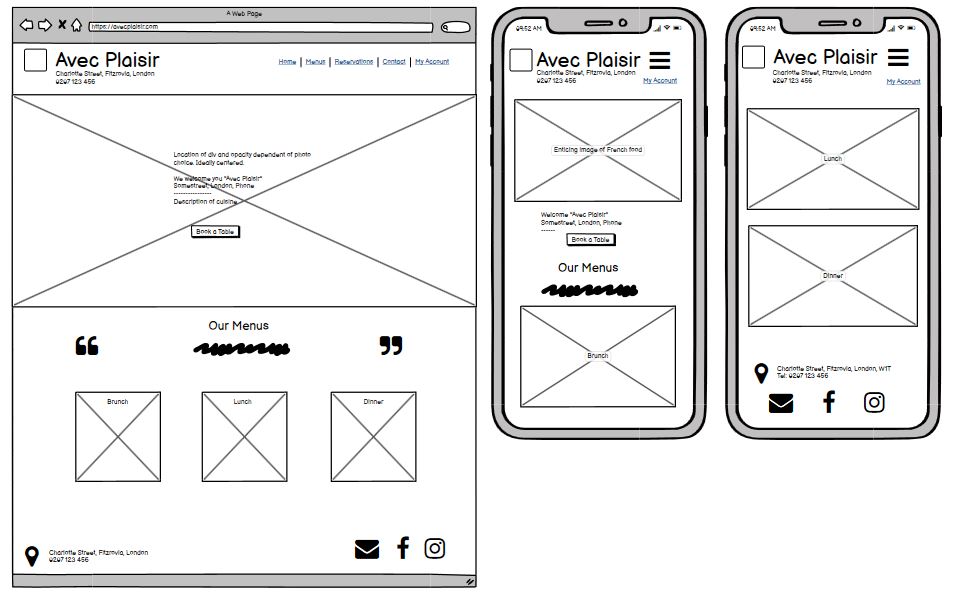 A Web Page
https://avecplaisir.com
Avec Plaisir
Charlotte Street, Fitzrovia, London
0207 123 456
Home | Menus | Reservations | Contact | My Account
Location of div and opacity dependent of photo
choice. Ideally centered.
We welcome you "Avec Plaisir"
Somestreet, London, Phone
----------------
Description of cuisine
Book a Table
Our Menus
❝ ❞
Brunch
Lunch
Dinner
Charlotte Street, Fitzrovia, London
0207 123 456
09:52 AM
Avec Plaisir
Charlotte Street, Fitzrovia, London
0207 123 456
My Account
Enticing image of French food
Welcome "Avec Plaisir"
Somestreet, London, Phone
------
Book a Table
Our Menus
Brunch
09:52 AM
Avec Plaisir
Charlotte Street, Fitzrovia, London
0207 123 456
My Account
Lunch
Dinner
Charlotte Street, Fitzrovia, London, W1T
Tel: 0207 123 456